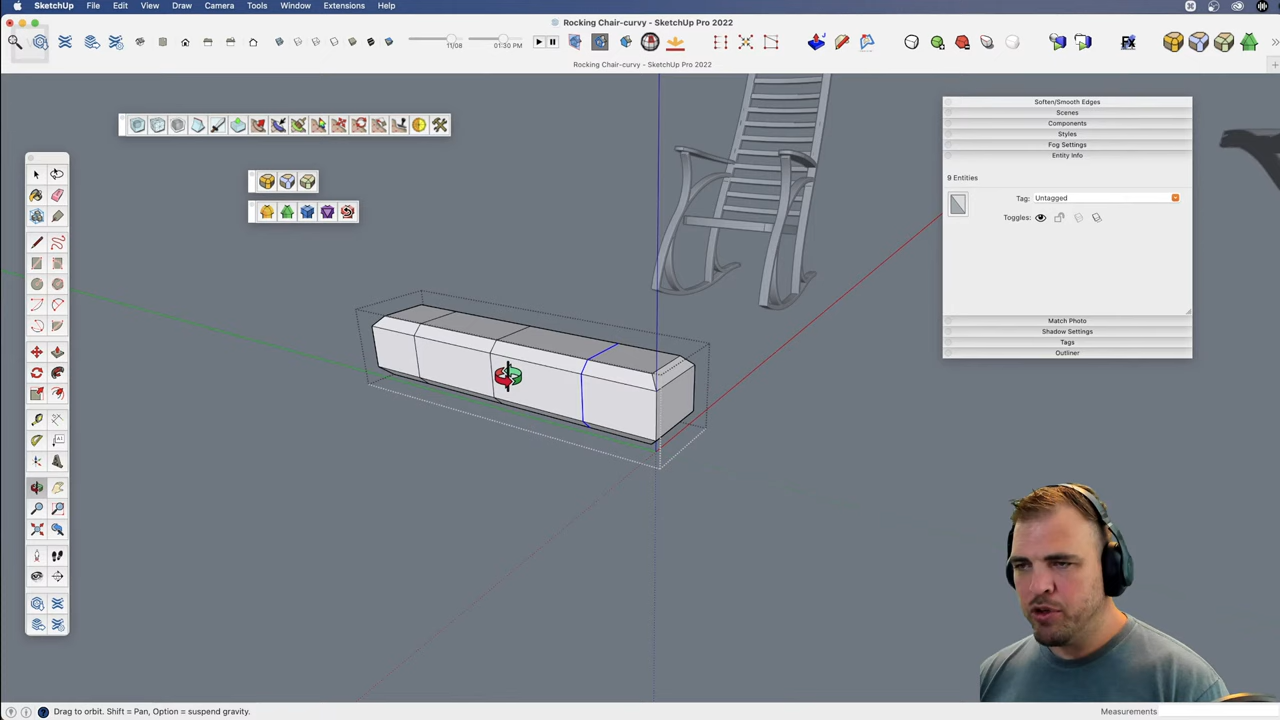 SketchUp File Edit View Draw Camera Tools Window Extensions Help
Rocking Chair-curvy - SketchUp Pro 2022
11/08 01:30 PM
Rocking Chair-curvy - SketchUp Pro 2022
Soften/Smooth Edges
Scenes
Components
Styles
Fog Settings
Entity Info
9 Entities
Tag: Untagged
Toggles:
Match Photo
Shadow Settings
Tags
Outliner
Drag to orbit. Shift = Pan, Option = suspend gravity.
Measurements